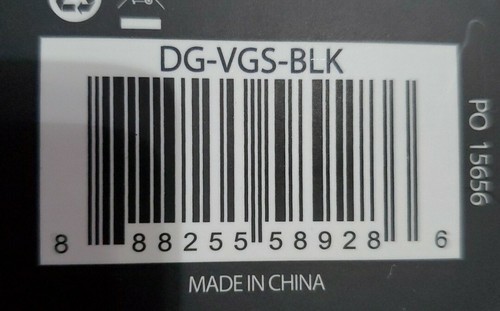 DG-VGS-BLK
8 88255 58928 6
PO 15656
MADE IN CHINA